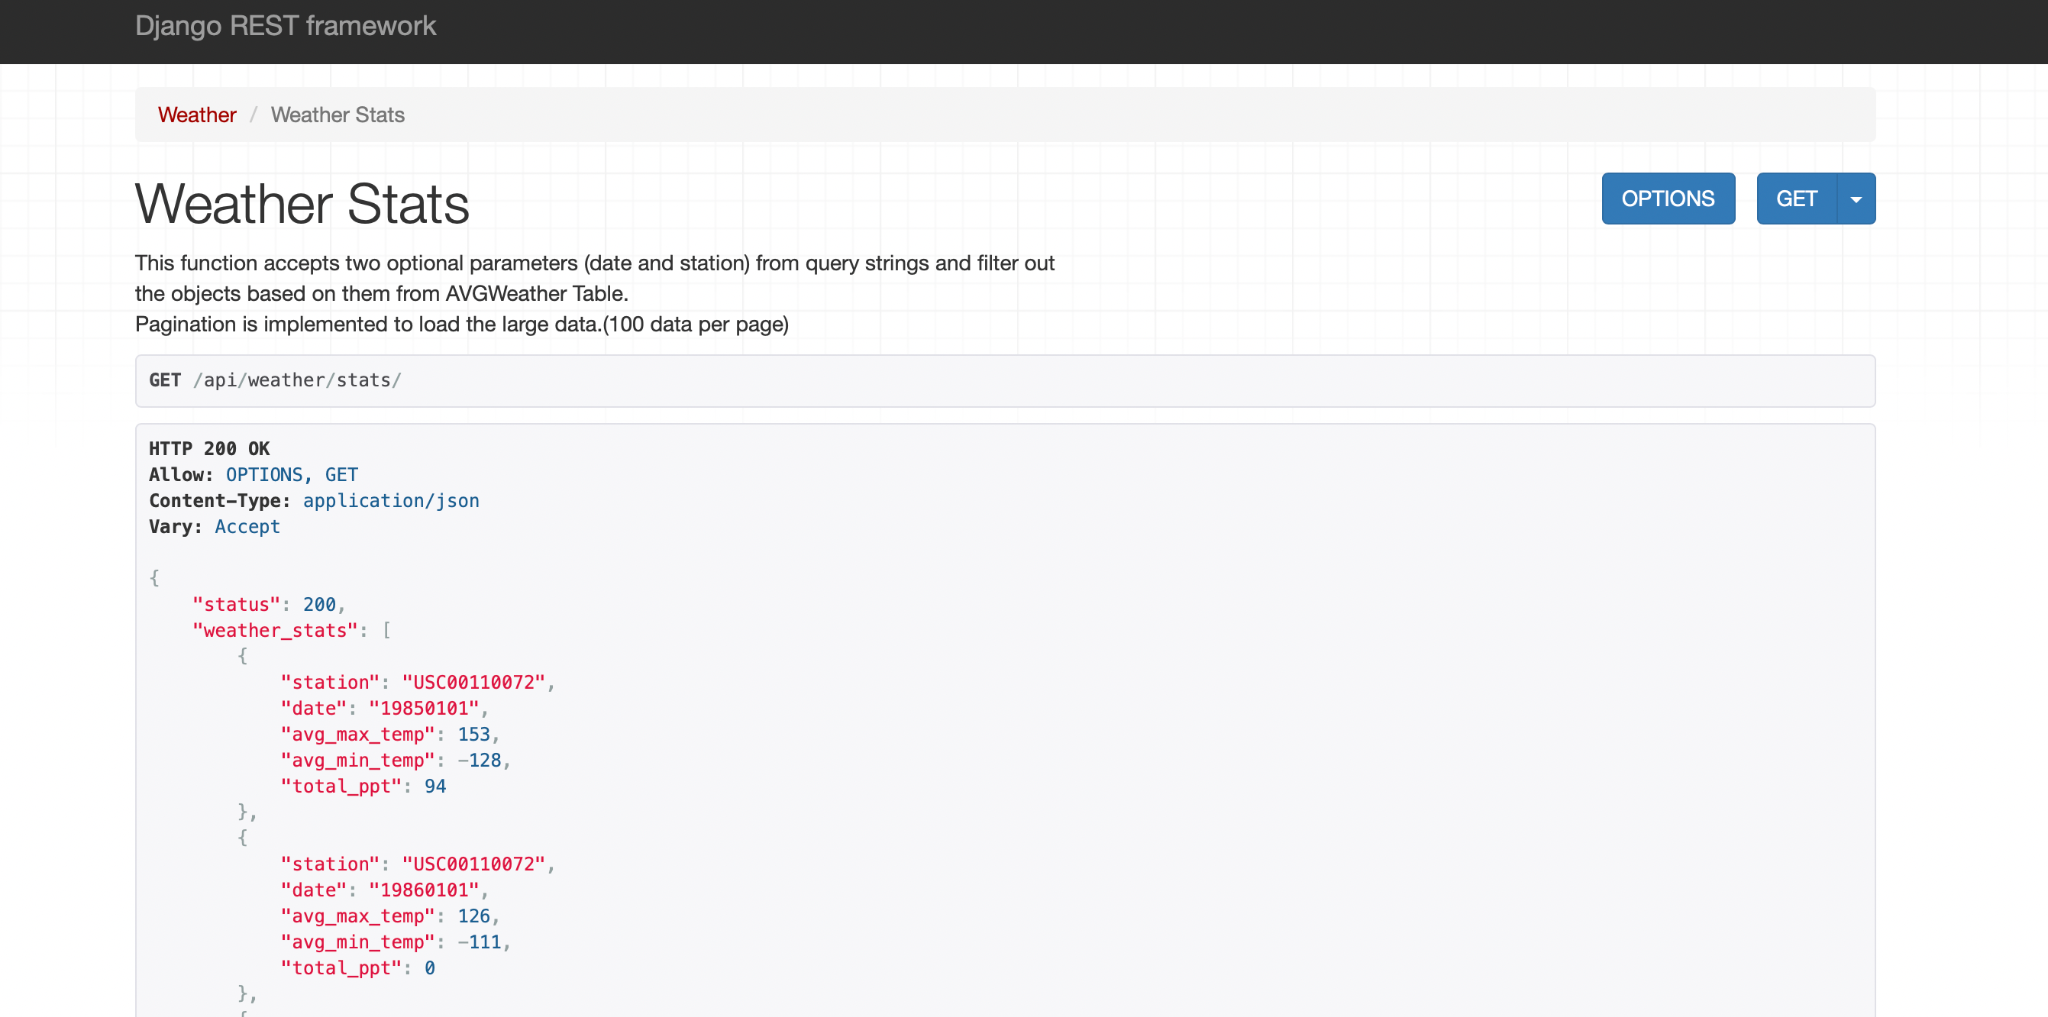 Django REST framework
Weather / Weather Stats
Weather Stats
OPTIONS GET
This function accepts two optional parameters (date and station) from query strings and filter out
the objects based on them from AVGWeather Table.
Pagination is implemented to load the large data.(100 data per page)
GET /api/weather/stats/
HTTP 200 OK
Allow: OPTIONS, GET
Content-Type: application/json
Vary: Accept
{
    "status": 200,
    "weather_stats": [
        {
            "station": "USC00110072",
            "date": "19850101",
            "avg_max_temp": 153,
            "avg_min_temp": -128,
            "total_ppt": 94
        },
        {
            "station": "USC00110072",
            "date": "19860101",
            "avg_max_temp": 126,
            "avg_min_temp": -111,
            "total_ppt": 0
        },
        {